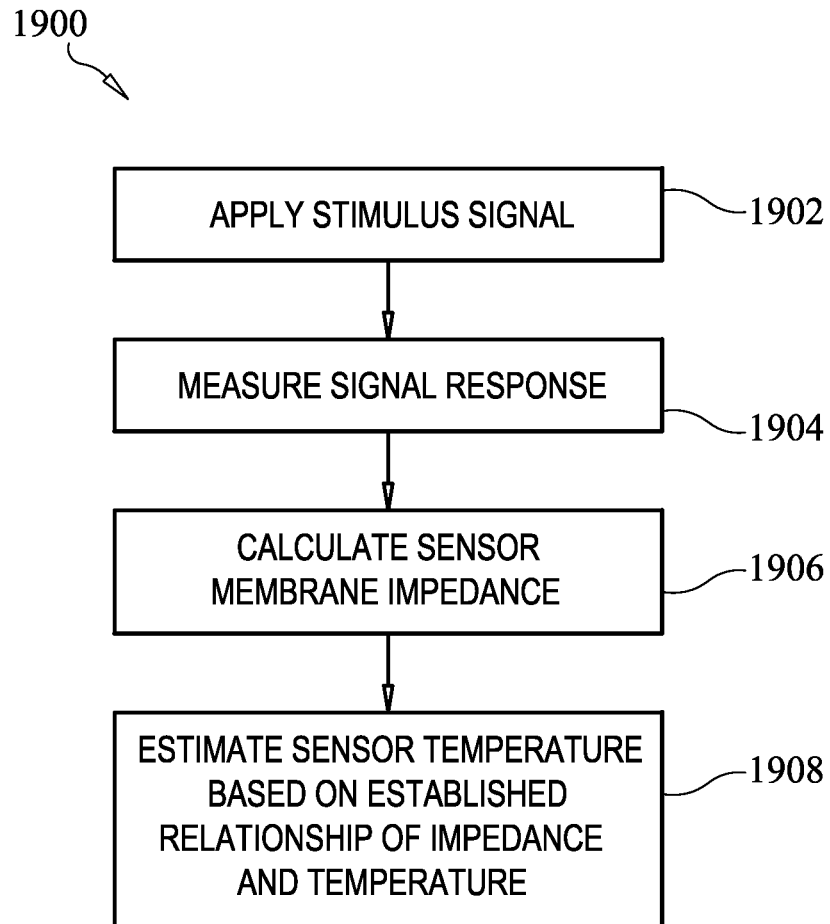 1900
APPLY STIMULUS SIGNAL
1902
MEASURE SIGNAL RESPONSE
1904
CALCULATE SENSOR
MEMBRANE IMPEDANCE
1906
ESTIMATE SENSOR TEMPERATURE
BASED ON ESTABLISHED
RELATIONSHIP OF IMPEDANCE
AND TEMPERATURE
1908